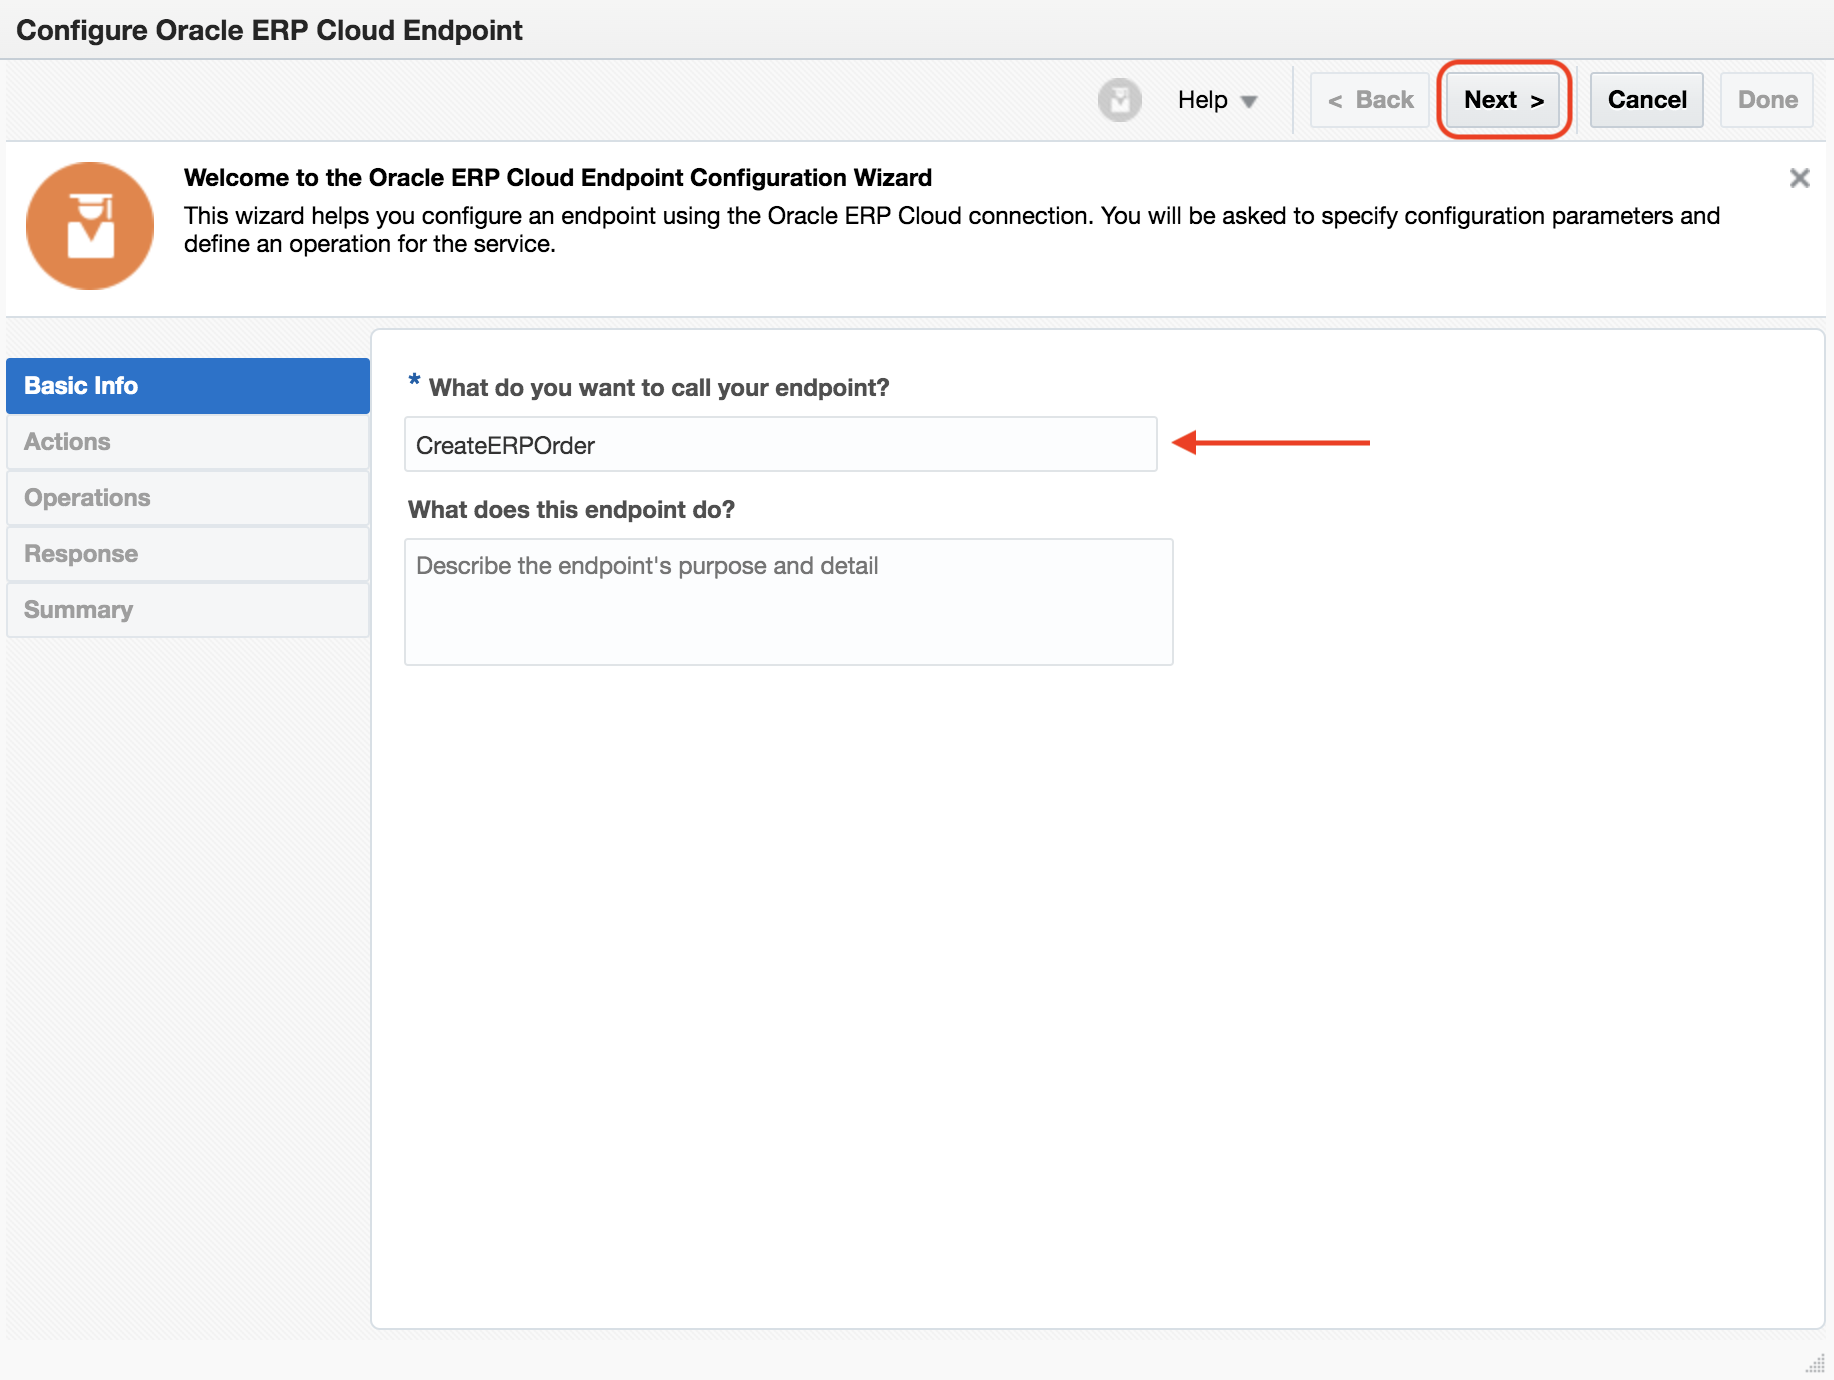 Configure Oracle ERP Cloud Endpoint
Help
< Back
Next >
Cancel
Done
Welcome to the Oracle ERP Cloud Endpoint Configuration Wizard
This wizard helps you configure an endpoint using the Oracle ERP Cloud connection. You will be asked to specify configuration parameters and
define an operation for the service.
Basic Info
Actions
Operations
Response
Summary
* What do you want to call your endpoint?
CreateERPOrder
What does this endpoint do?
Describe the endpoint's purpose and detail